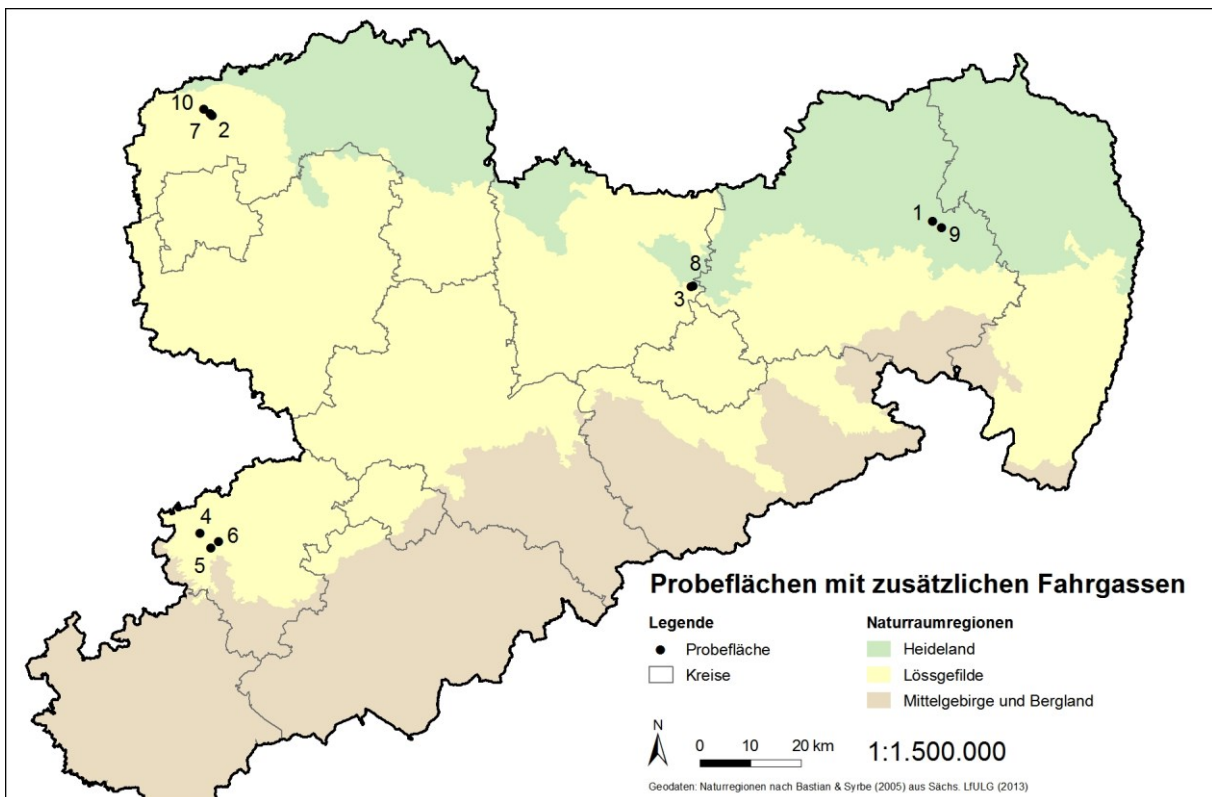 10
7 2
1
9
8
3
4
6
5
Probeflächen mit zusätzlichen Fahrgassen
Legende
Probefläche
Kreise
Naturraumregionen
Heideland
Lössgefilde
Mittelgebirge und Bergland
N
0 10 20 km
1:1.500.000
Geodaten: Naturregionen nach Bastian & Syrbe (2005) aus Sächs. LfULG (2013)